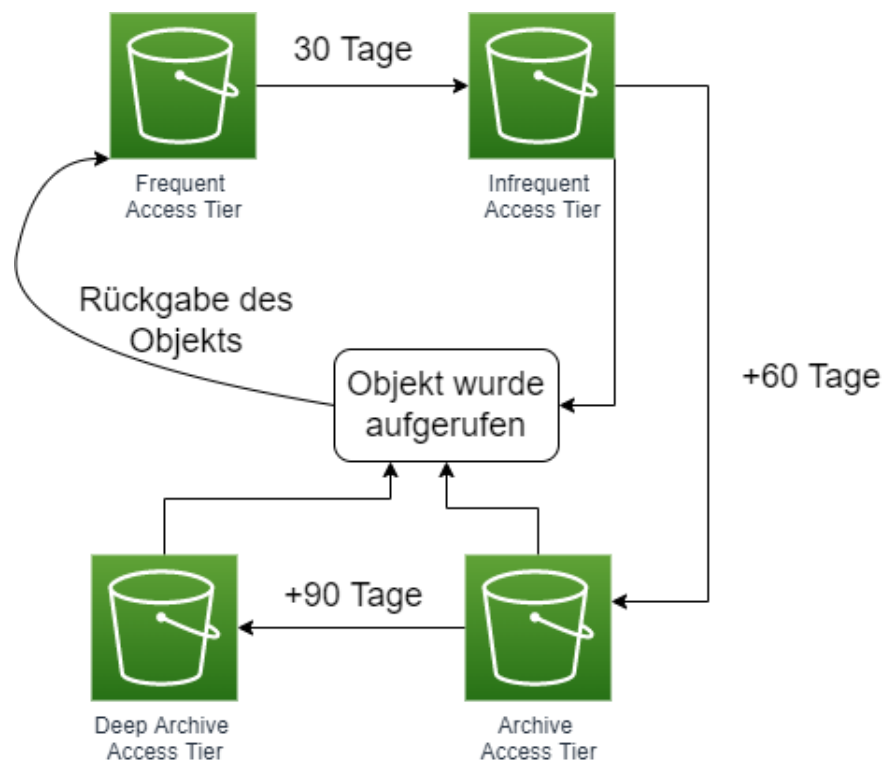 30 Tage
Frequent
Access Tier
Infrequent
Access Tier
Rückgabe des
Objekts
Objekt wurde
aufgerufen
+60 Tage
+90 Tage
Deep Archive
Access Tier
Archive
Access Tier